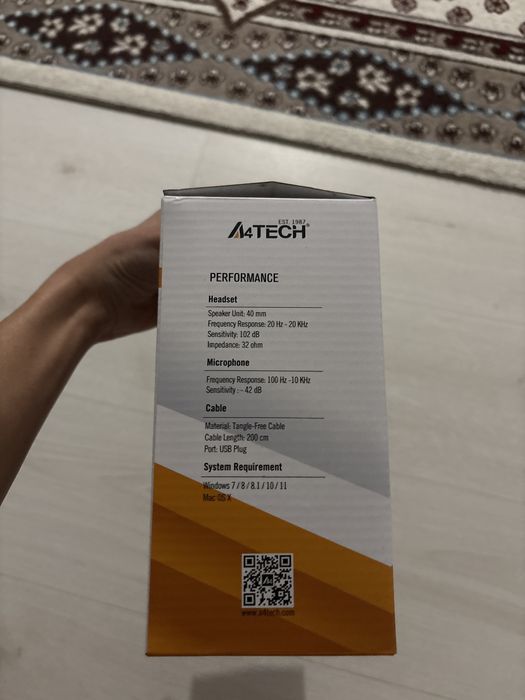 EST. 1987
A4TECH®
PERFORMANCE
Headset
Speaker Unit: 40 mm
Frequency Response: 20 Hz - 20 KHz
Sensitivity: 102 dB
Impedance: 32 ohm
Microphone
Frequency Response: 100 Hz -10 KHz
Sensitivity : - 42 dB
Cable
Material: Tangle-Free Cable
Cable Length: 200 cm
Port: USB Plug
System Requirement
Windows 7 / 8 / 8.1 / 10 / 11
Mac OS X
www.a4tech.com